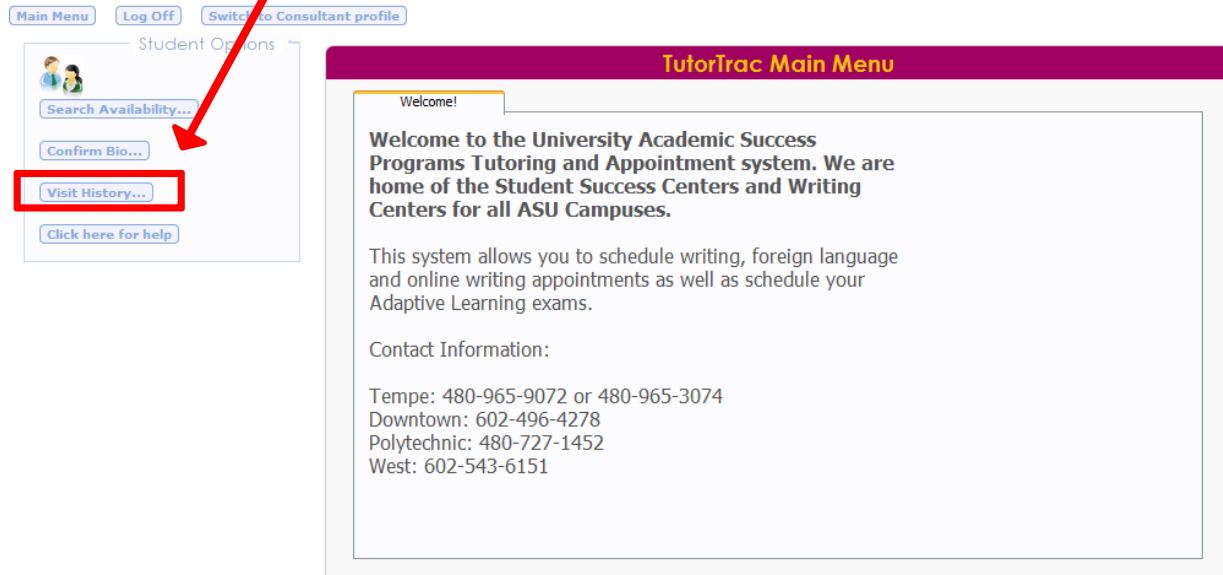 Main Menu Log Off Switch to Consultant profile
Student Options
Search Availability...
Confirm Bio...
Visit History...
Click here for help
TutorTrac Main Menu
Welcome!
Welcome to the University Academic Success
Programs Tutoring and Appointment system. We are
home of the Student Success Centers and Writing
Centers for all ASU Campuses.
This system allows you to schedule writing, foreign language
and online writing appointments as well as schedule your
Adaptive Learning exams.
Contact Information:
Tempe: 480-965-9072 or 480-965-3074
Downtown: 602-496-4278
Polytechnic: 480-727-1452
West: 602-543-6151